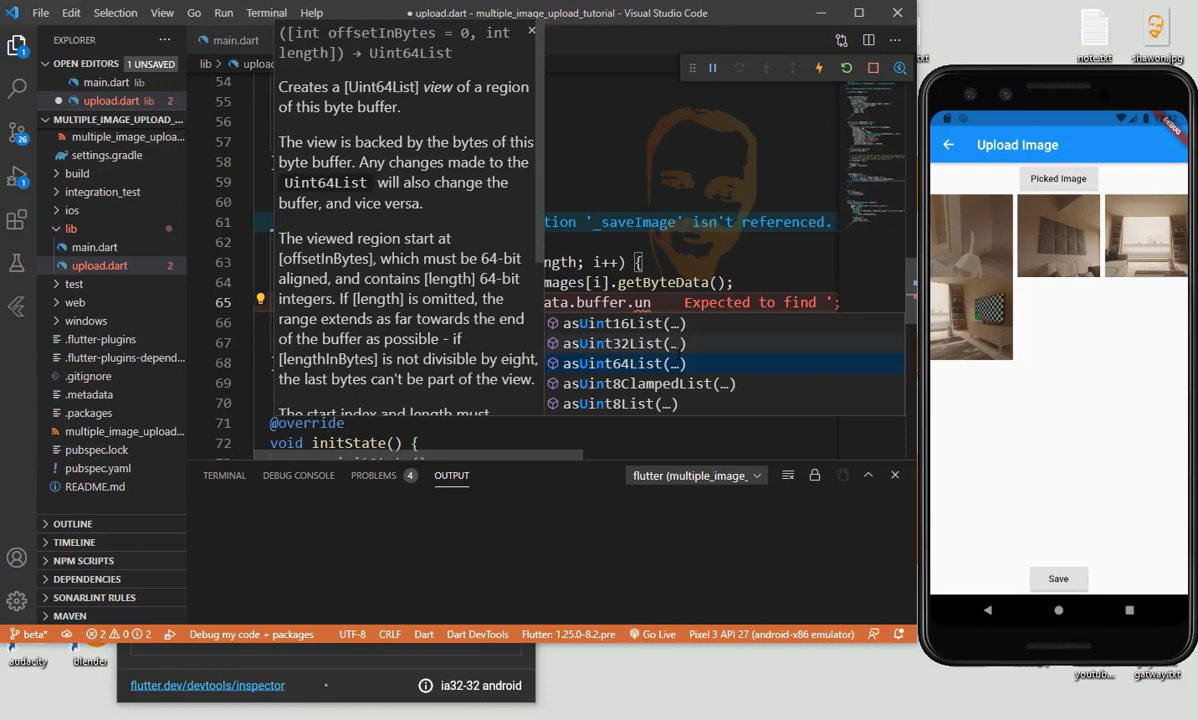 File Edit Selection View Go Run Terminal Help
● upload.dart - multiple_image_upload_tutorial - Visual Studio Code
EXPLORER
OPEN EDITORS 1 UNSAVED
main.dart lib
upload.dart lib 2
MULTIPLE_IMAGE_UPLOAD_...
multiple_image_uploa...
settings.gradle
build
integration_test
ios
lib
main.dart
upload.dart 2
test
web
windows
.flutter-plugins
.flutter-plugins-depend...
.gitignore
.metadata
.packages
multiple_image_upload...
pubspec.lock
pubspec.yaml
README.md
OUTLINE
TIMELINE
NPM SCRIPTS
DEPENDENCIES
SONARLINT RULES
MAVEN
1
26
1
main.dart
lib > upload
54
55
56
57
58
59
60
61 tion '_saveImage' isn't referenced.
62
63 ength; i++) {
64 mages[i].getByteData();
65 ata.buffer.un Expected to find ';
66
67
68
69
70
71 @override
72 void initState() {
([int offsetInBytes = 0, int
length]) → Uint64List
Creates a [Uint64List] view of a region
of this byte buffer.
The view is backed by the bytes of this
byte buffer. Any changes made to the
Uint64List will also change the
buffer, and vice versa.
The viewed region start at
[offsetInBytes], which must be 64-bit
aligned, and contains [length] 64-bit
integers. If [length] is omitted, the
range extends as far towards the end
of the buffer as possible - if
[lengthInBytes] is not divisible by eight,
the last bytes can't be part of the view.
The start index and length must
asUint16List(…)
asUint32List(…)
asUint64List(…)
asUint8ClampedList(…)
asUint8List(…)
TERMINAL DEBUG CONSOLE PROBLEMS 4 OUTPUT
flutter (multiple_image_
beta* 2 0 2 Debug my code + packages UTF-8 CRLF Dart Dart DevTools Flutter: 1.25.0-8.2.pre Go Live Pixel 3 API 27 (android-x86 emulator)
audacity
blender
flutter.dev/devtools/inspector
ia32-32 android
note.txt
shawon.jpg
xt
DEBUG
Upload Image
Picked Image
Save
youtub...
gatway.txt